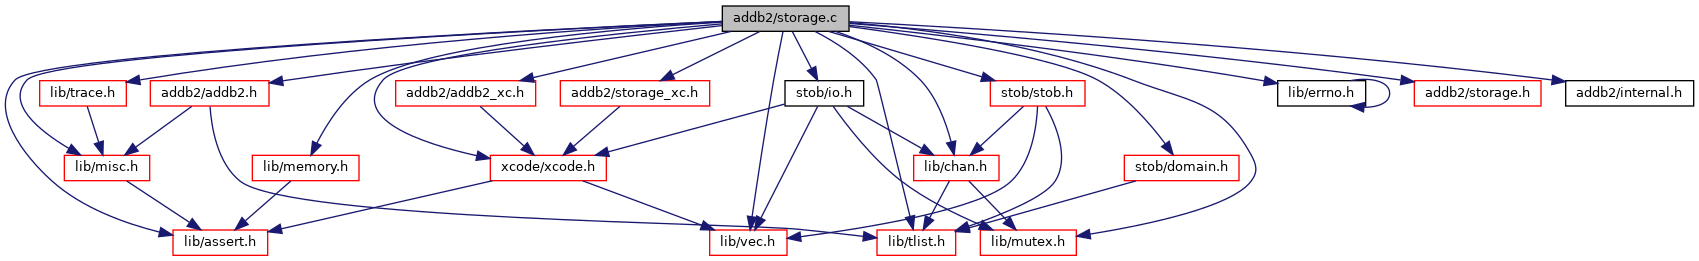 addb2/storage.c
lib/trace.h
addb2/addb2.h
addb2/addb2_xc.h
addb2/storage_xc.h
stob/io.h
stob/stob.h
lib/errno.h
addb2/storage.h
addb2/internal.h
lib/misc.h
lib/memory.h
xcode/xcode.h
lib/chan.h
stob/domain.h
lib/assert.h
lib/vec.h
lib/tlist.h
lib/mutex.h